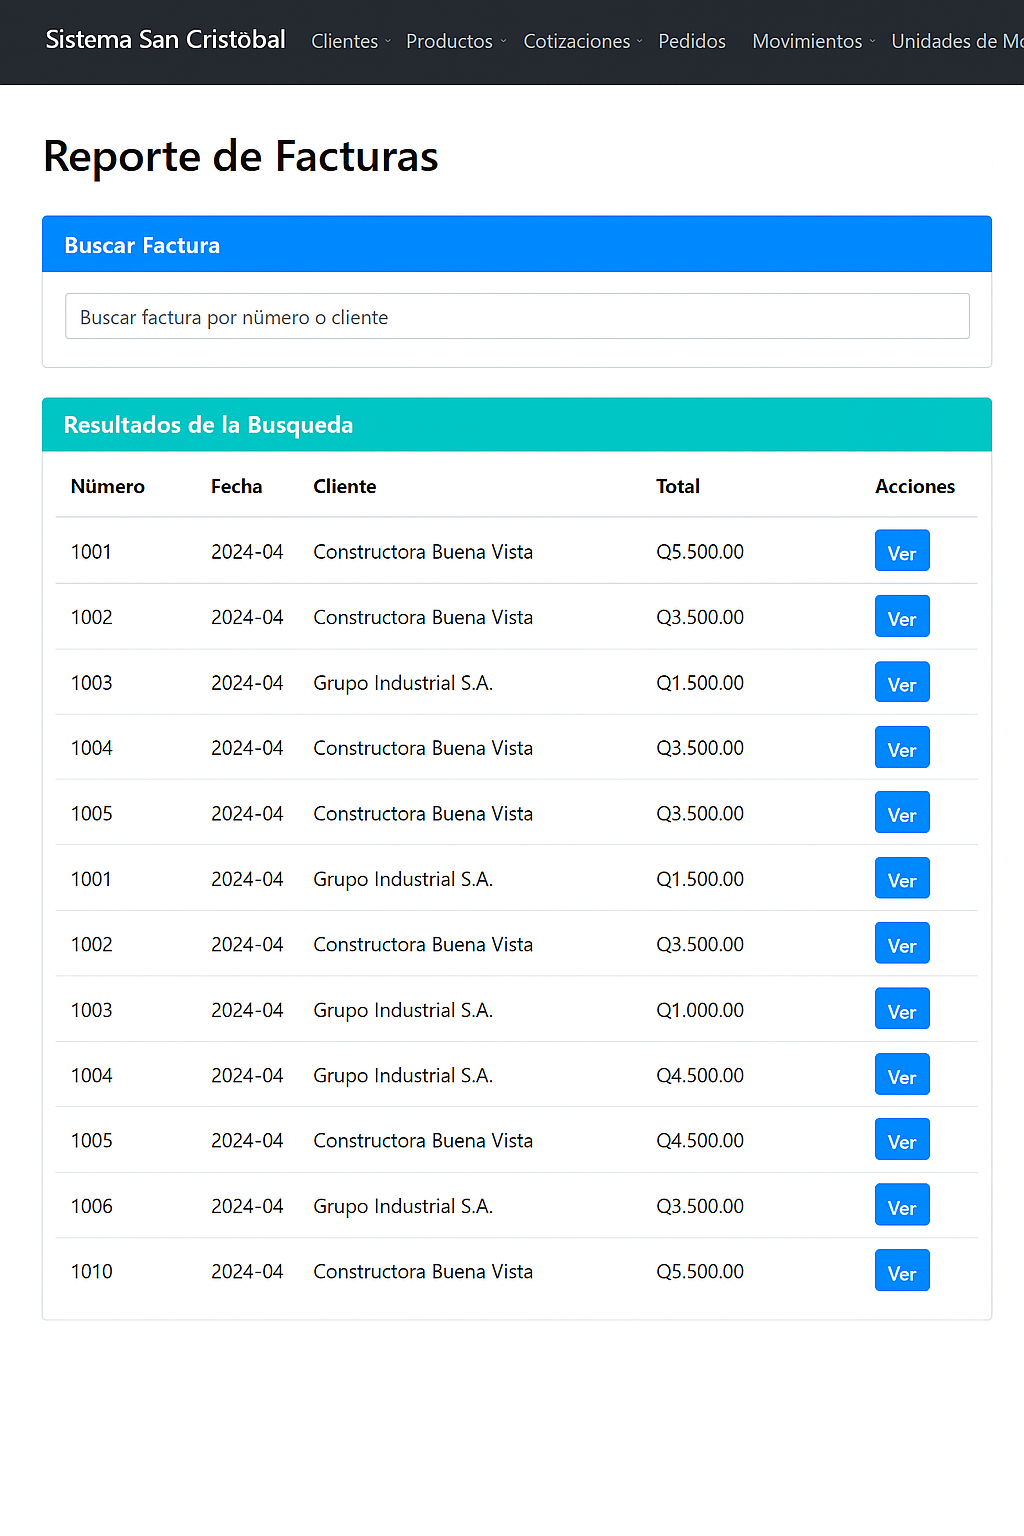 Sistema San Cristöbal Clientes Productos Cotizaciones Pedidos Movimientos Unidades de Mo
Reporte de Facturas
Buscar Factura
Buscar factura por nümero o cliente
Resultados de la Busqueda
Nümero Fecha Cliente Total Acciones
1001 2024-04 Constructora Buena Vista Q5.500.00 Ver
1002 2024-04 Constructora Buena Vista Q3.500.00 Ver
1003 2024-04 Grupo Industrial S.A. Q1.500.00 Ver
1004 2024-04 Constructora Buena Vista Q3.500.00 Ver
1005 2024-04 Constructora Buena Vista Q3.500.00 Ver
1001 2024-04 Grupo Industrial S.A. Q1.500.00 Ver
1002 2024-04 Constructora Buena Vista Q3.500.00 Ver
1003 2024-04 Grupo Industrial S.A. Q1.000.00 Ver
1004 2024-04 Grupo Industrial S.A. Q4.500.00 Ver
1005 2024-04 Constructora Buena Vista Q4.500.00 Ver
1006 2024-04 Grupo Industrial S.A. Q3.500.00 Ver
1010 2024-04 Constructora Buena Vista Q5.500.00 Ver